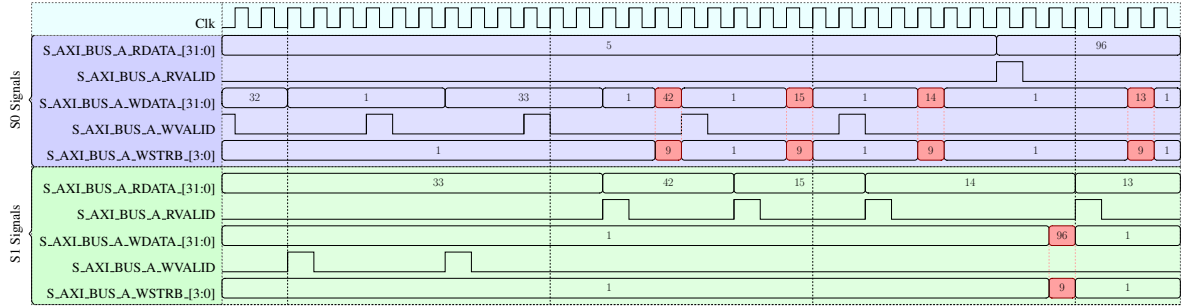 Clk
S0 Signals
S_AXI_BUS_A_RDATA_[31:0] 5 96
S_AXI_BUS_A_RVALID
S_AXI_BUS_A_WDATA_[31:0] 32 1 33 1 42 1 15 1 14 1 13 1
S_AXI_BUS_A_WVALID
S_AXI_BUS_A_WSTRB_[3:0] 1 9 1 9 1 9 1 9 1
S1 Signals
S_AXI_BUS_A_RDATA_[31:0] 33 42 15 14 13
S_AXI_BUS_A_RVALID
S_AXI_BUS_A_WDATA_[31:0] 1 96 1
S_AXI_BUS_A_WVALID
S_AXI_BUS_A_WSTRB_[3:0] 1 9 1